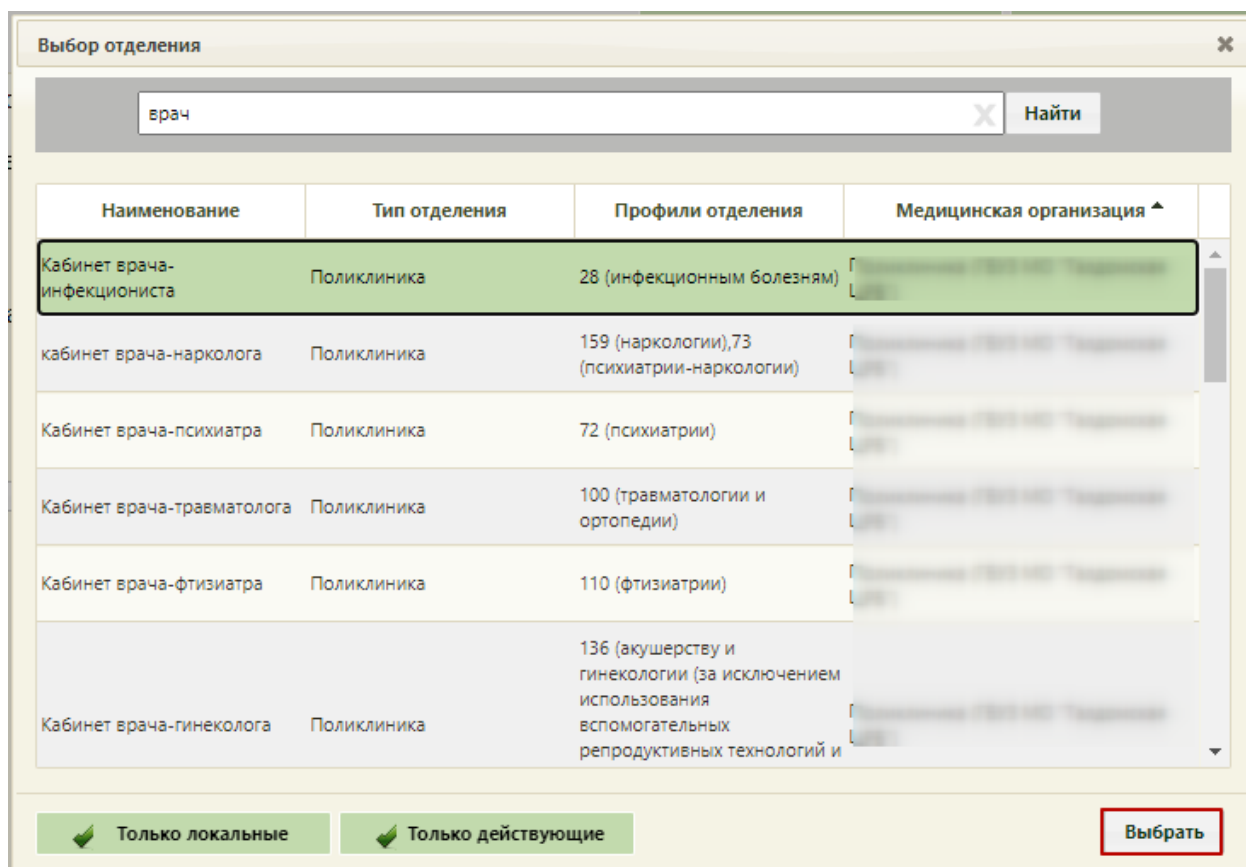 Выбор отделения
врач
Найти
Наименование
Тип отделения
Профили отделения
Медицинская организация
Кабинет врача-
инфекциониста
Поликлиника
28 (инфекционным болезням)
кабинет врача-нарколога
Поликлиника
159 (наркологии),73
(психиатрии-наркологии)
Кабинет врача-психиатра
Поликлиника
72 (психиатрии)
Кабинет врача-травматолога
Поликлиника
100 (травматологии и
ортопедии)
Кабинет врача-фтизиатра
Поликлиника
110 (фтизиатрии)
Кабинет врача-гинеколога
Поликлиника
136 (акушерству и
гинекологии (за исключением
использования
вспомогательных
репродуктивных технологий и
Только локальные
Только действующие
Выбрать